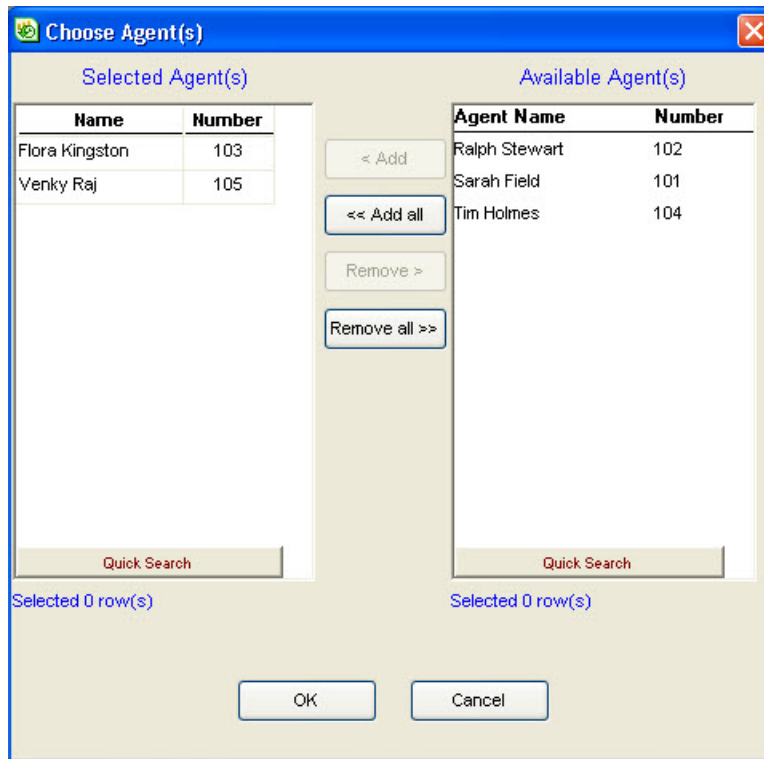 Choose Agent(s)
Selected Agent(s)
Name Number
Flora Kingston 103
Venky Raj 105
Quick Search
Selected 0 row(s)
< Add
<< Add all
Remove >
Remove all >>
Available Agent(s)
Agent Name Number
Ralph Stewart 102
Sarah Field 101
Tim Holmes 104
Quick Search
Selected 0 row(s)
OK
Cancel